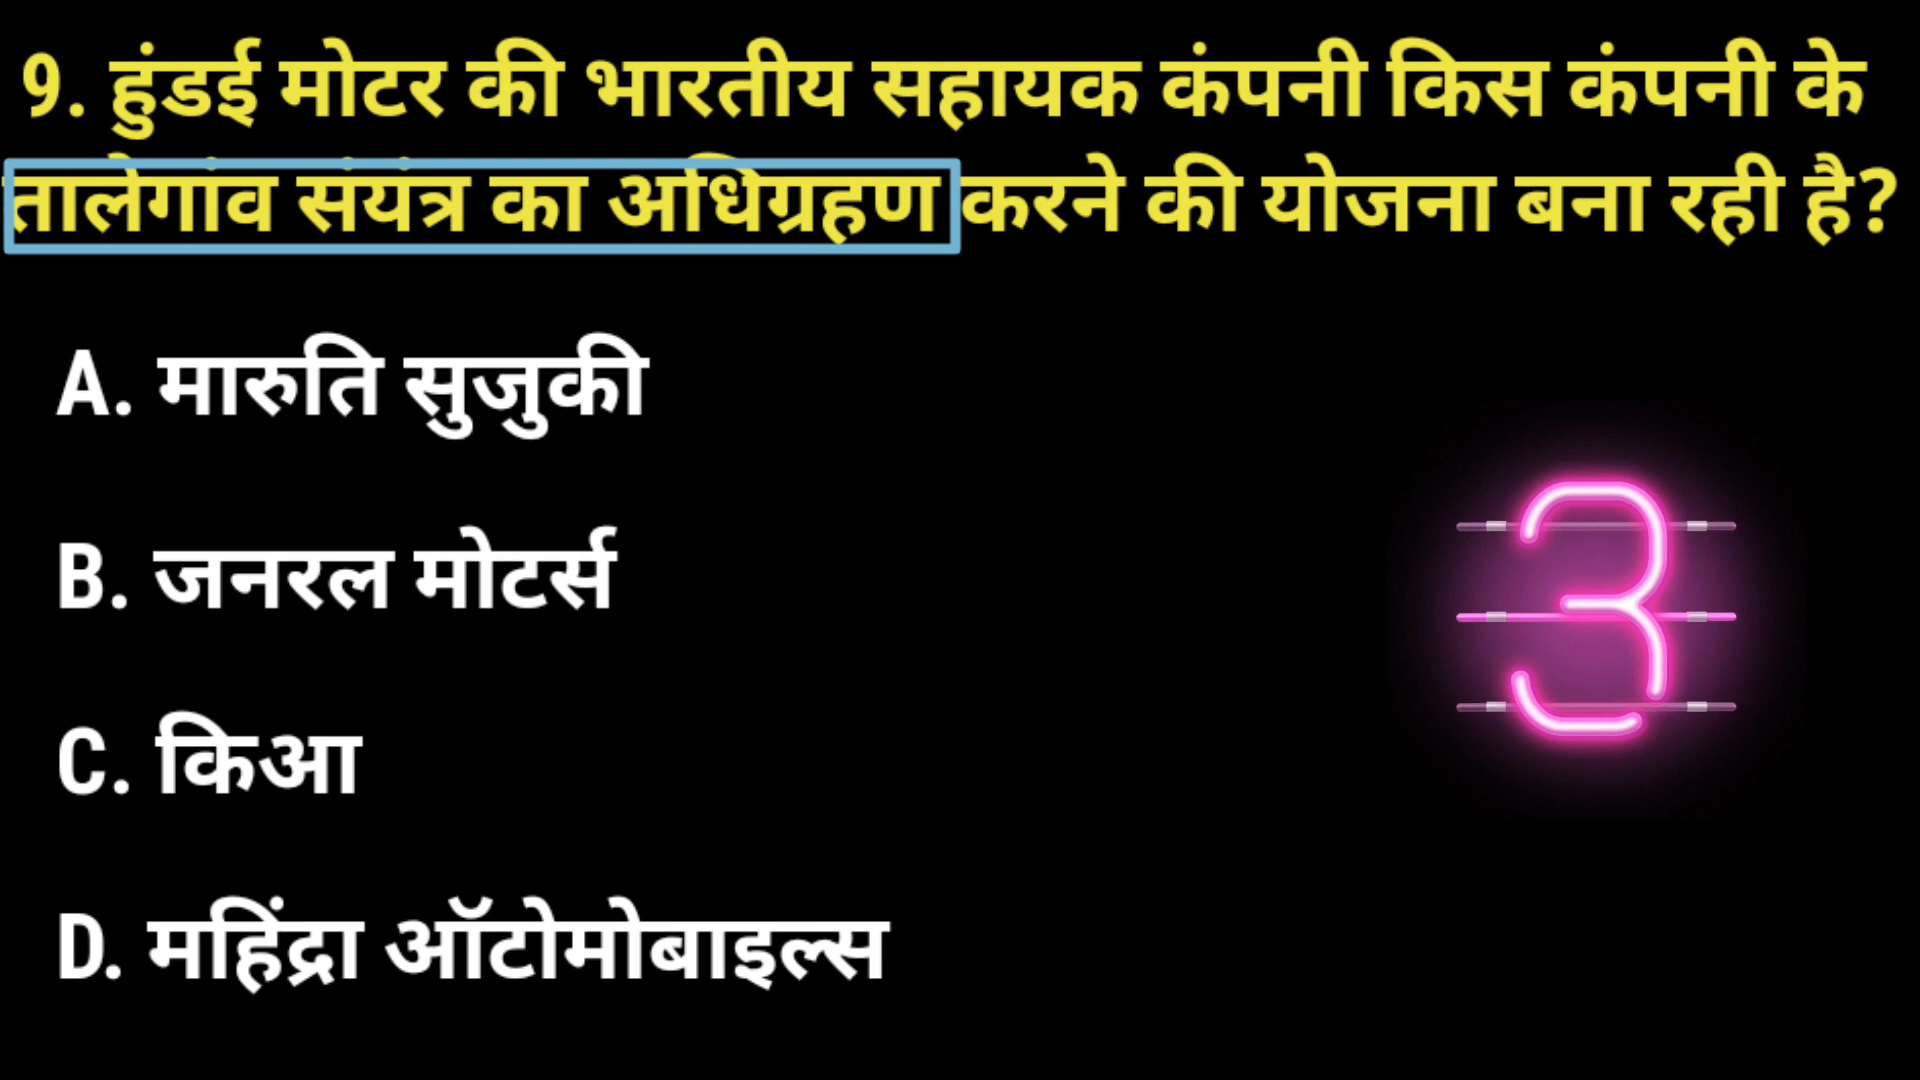 9. हुंडई मोटर की भारतीय सहायक कंपनी किस कंपनी के
तालेगांव संयंत्र का अधिग्रहण करने की योजना बना रही है?
A. मारुति सुजुकी
B. जनरल मोटर्स
3
C. किआ
D. महिंद्रा ऑटोमोबाइल्स